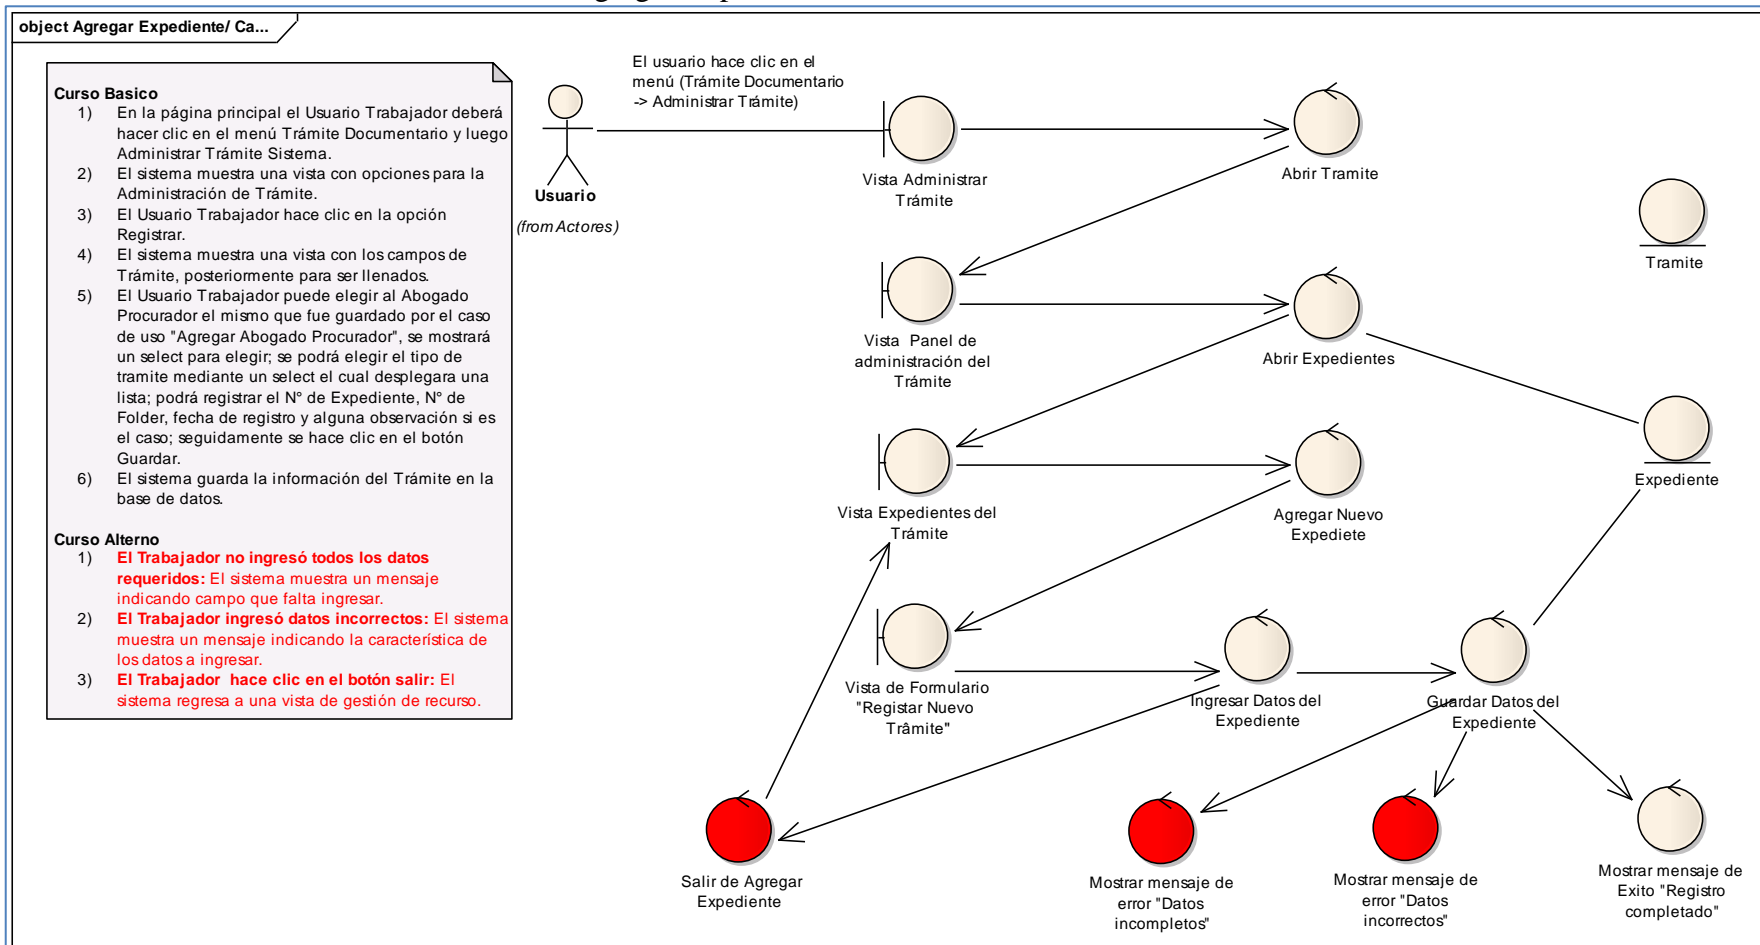 object Agregar Expediente/ Ca...
Curso Basico
1) En la página principal el Usuario Trabajador deberá
hacer clic en el menú Trámite Documentario y luego
Administrar Trámite Sistema.
2) El sistema muestra una vista con opciones para la
Administración de Trámite.
3) El Usuario Trabajador hace clic en la opción
Registrar.
4) El sistema muestra una vista con los campos de
Trámite, posteriormente para ser llenados.
5) El Usuario Trabajador puede elegir al Abogado
Procurador el mismo que fue guardado por el caso
de uso "Agregar Abogado Procurador", se mostrará
un select para elegir; se podrá elegir el tipo de
tramite mediante un select el cual desplegara una
lista; podrá registrar el N° de Expediente, N° de
Folder, fecha de registro y alguna observación si es
el caso; seguidamente se hace clic en el botón
Guardar.
6) El sistema guarda la información del Trámite en la
base de datos.
Curso Alterno
1) El Trabajador no ingresó todos los datos
requeridos: El sistema muestra un mensaje
indicando campo que falta ingresar.
2) El Trabajador ingresó datos incorrectos: El sistema
muestra un mensaje indicando la característica de
los datos a ingresar.
3) El Trabajador hace clic en el botón salir: El
sistema regresa a una vista de gestión de recurso.
Usuario
(from Actores)
El usuario hace clic en el
menú (Trámite Documentario
-> Administrar Trámite)
Vista Administrar
Trámite
Abrir Tramite
Tramite
Vista Panel de
administración del
Trámite
Abrir Expedientes
Expediente
Vista Expedientes del
Trámite
Agregar Nuevo
Expediete
Vista de Formulario
"Registar Nuevo
Trâmite"
Ingresar Datos del
Expediente
Guardar Datos del
Expediente
Salir de Agregar
Expediente
Mostrar mensaje de
error "Datos
incompletos"
Mostrar mensaje de
error "Datos
incorrectos"
Mostrar mensaje de
Exito "Registro
completado"